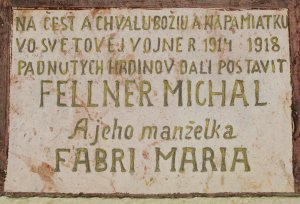 NA ČESŤ A CHVALU BOŽIU A NA PAMIATKU
VO SVETOVEJ VOJNE R. 1914 1918
PADNUTÝCH HRDINOV DALI POSTAVIŤ
FELLNER MICHAL
A jeho manželka
FABRI MARIA